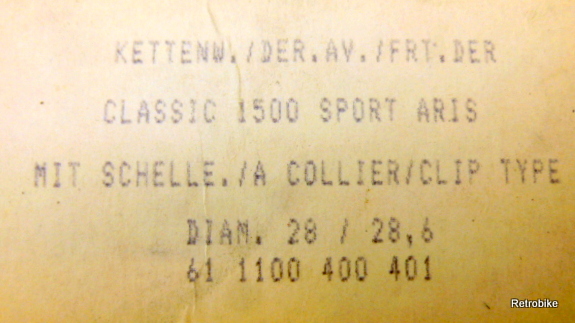 KETTENW./DER.AV./FRT.DER
CLASSIC 1500 SPORT ARIS
MIT SCHELLE./A COLLIER/CLIP TYPE
DIAM. 28 / 28,6
61 1100 400 401
Retrobike